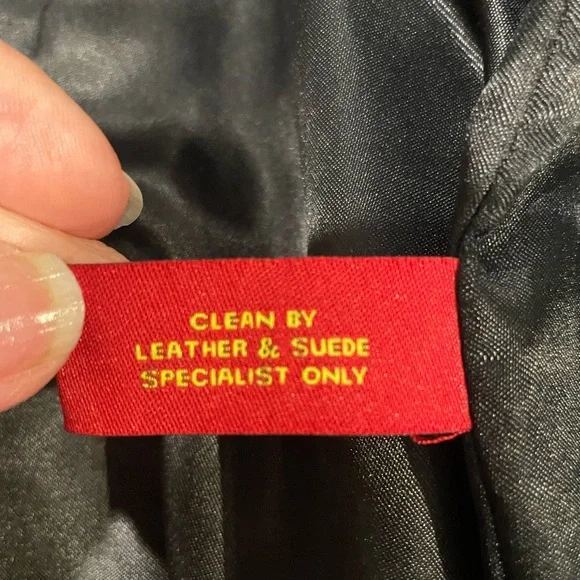 CLEAN BY
LEATHER & SUEDE
SPECIALIST ONLY